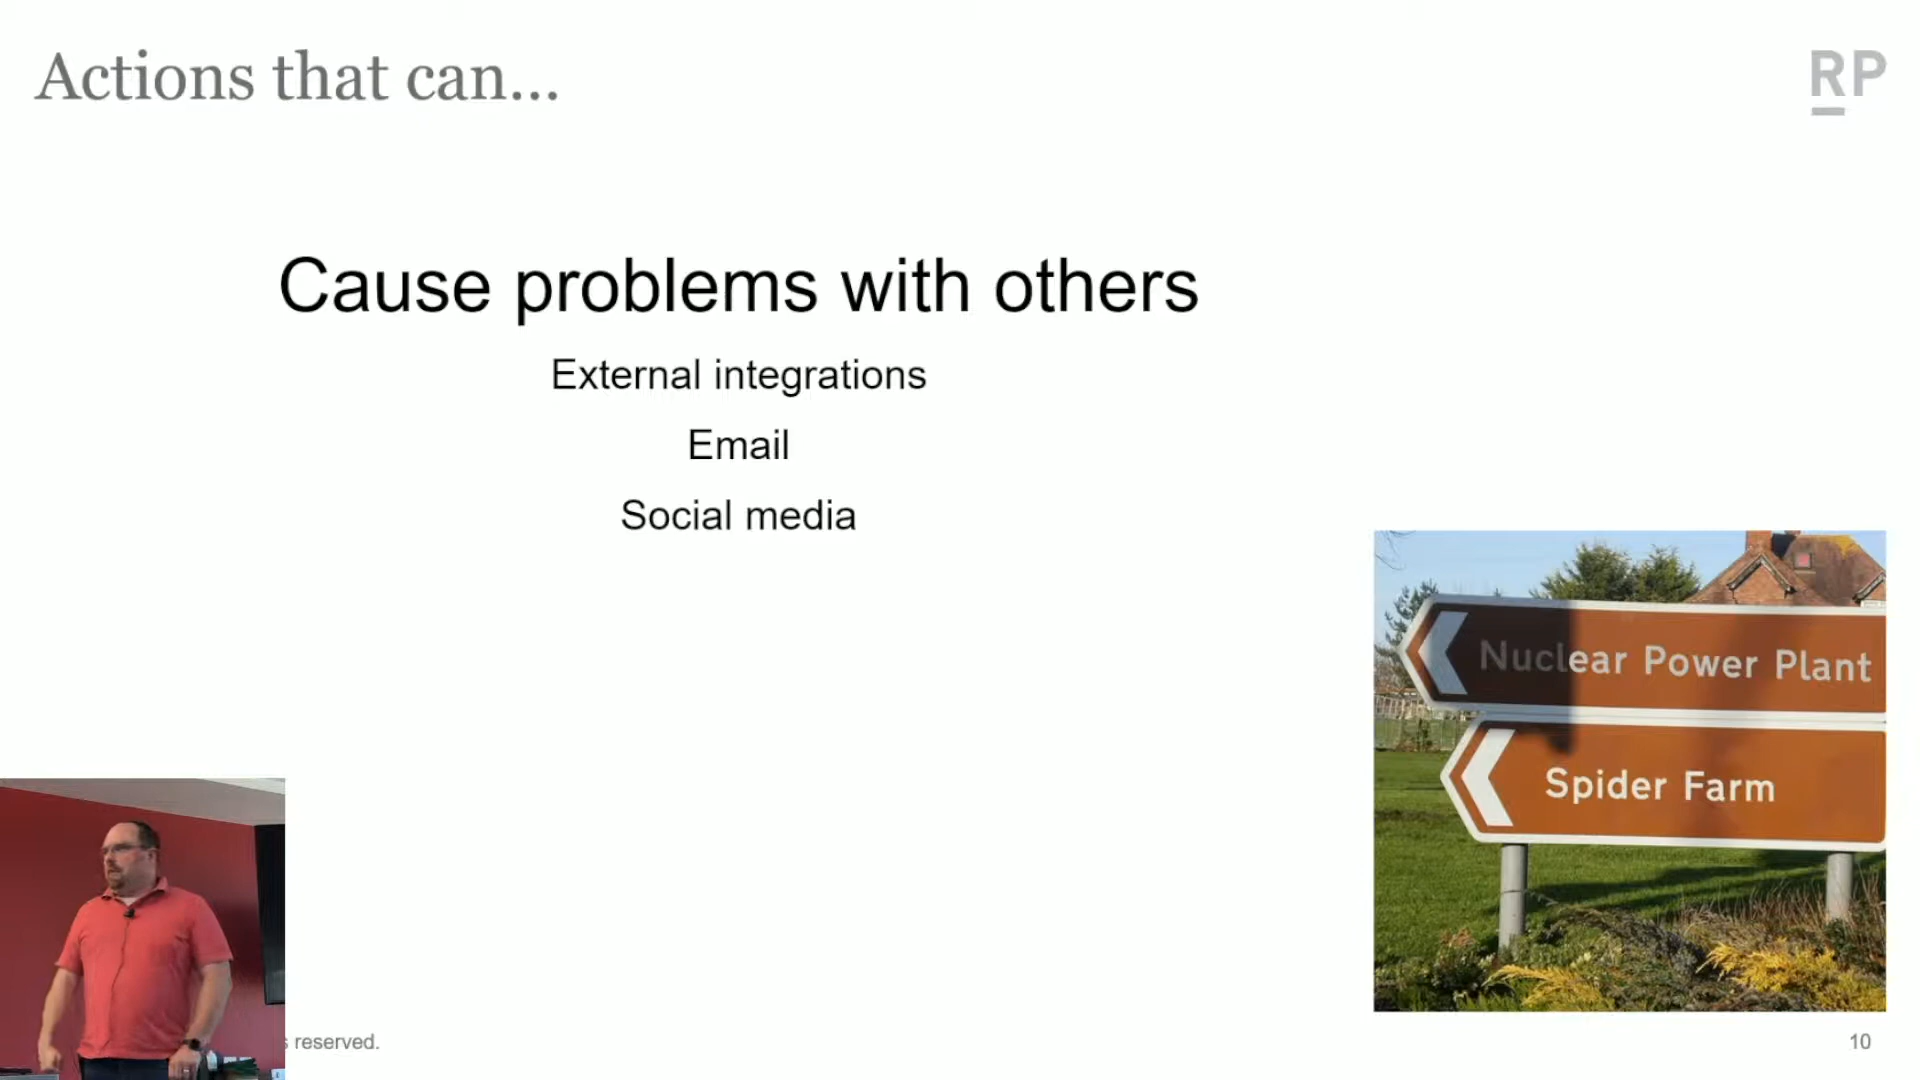 Actions that can...
RP
Cause problems with others
External integrations
Email
Social media
Nuclear Power Plant
Spider Farm
reserved.
10